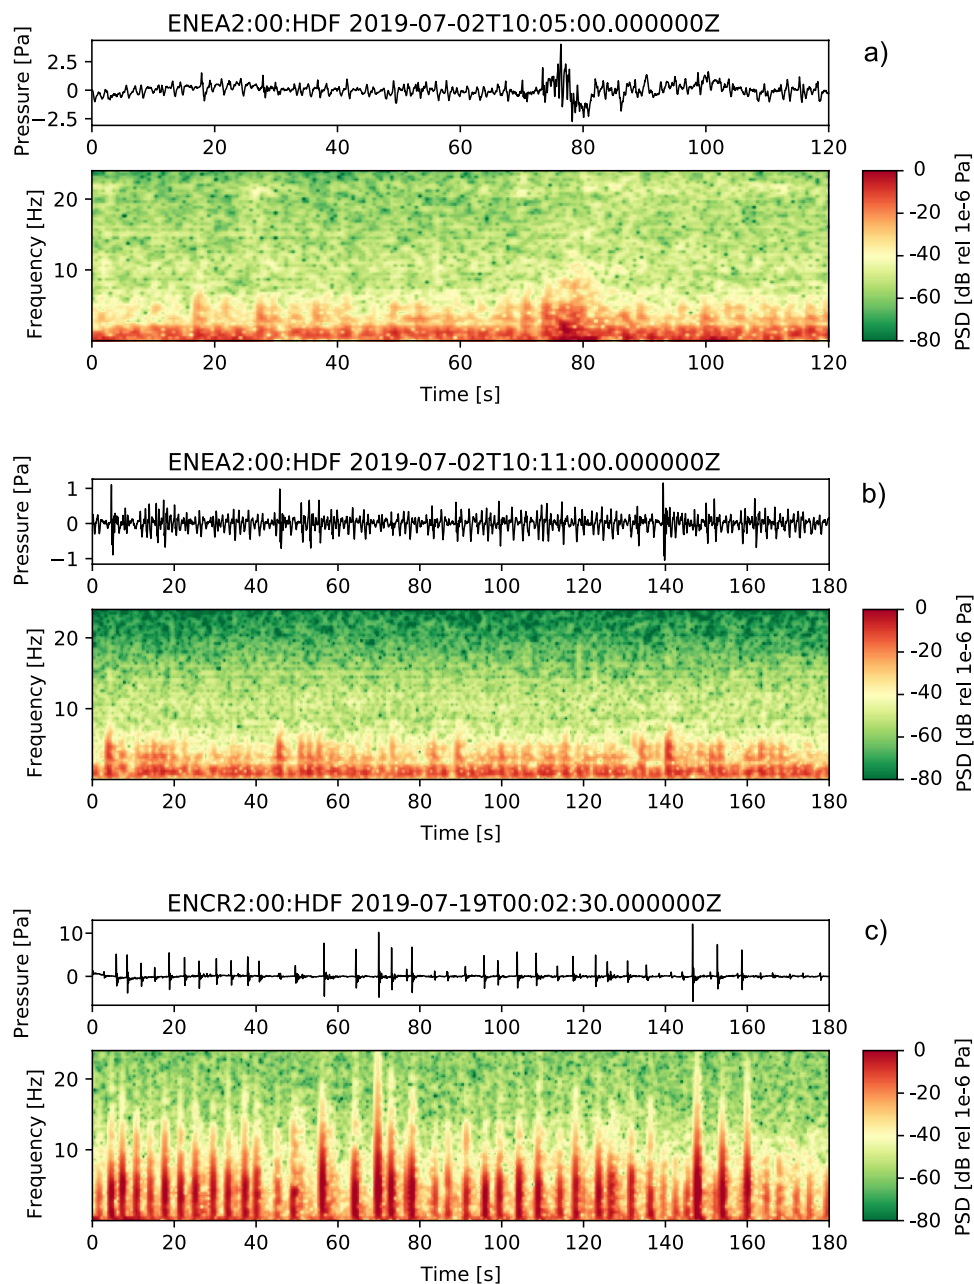 ENEA2:00:HDF 2019-07-02T10:05:00.000000Z
a)
Pressure [Pa]
2.5
0
−2.5
0 20 40 60 80 100 120
Frequency [Hz]
20
10
0 20 40 60 80 100 120
Time [s]
0
-20
-40
-60
-80
PSD [dB rel 1e-6 Pa]
ENEA2:00:HDF 2019-07-02T10:11:00.000000Z
b)
Pressure [Pa]
1
0
−1
0 20 40 60 80 100 120 140 160 180
Frequency [Hz]
20
10
0 20 40 60 80 100 120 140 160 180
Time [s]
0
-20
-40
-60
-80
PSD [dB rel 1e-6 Pa]
ENCR2:00:HDF 2019-07-19T00:02:30.000000Z
c)
Pressure [Pa]
10
0
0 20 40 60 80 100 120 140 160 180
Frequency [Hz]
20
10
0 20 40 60 80 100 120 140 160 180
Time [s]
0
-20
-40
-60
-80
PSD [dB rel 1e-6 Pa]